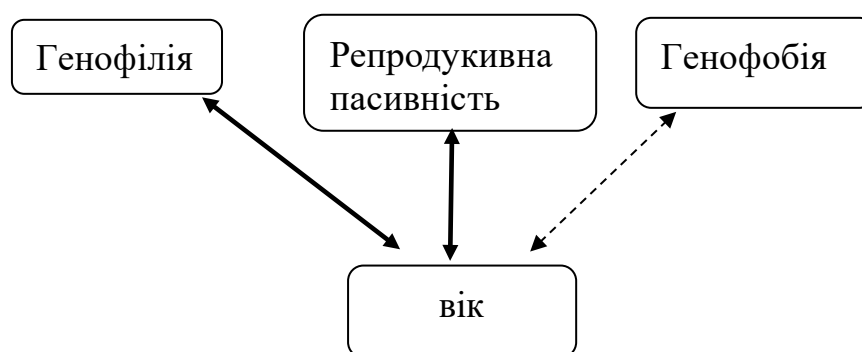 Генофілія
Репродукивна
пасивність
Генофобія
вік